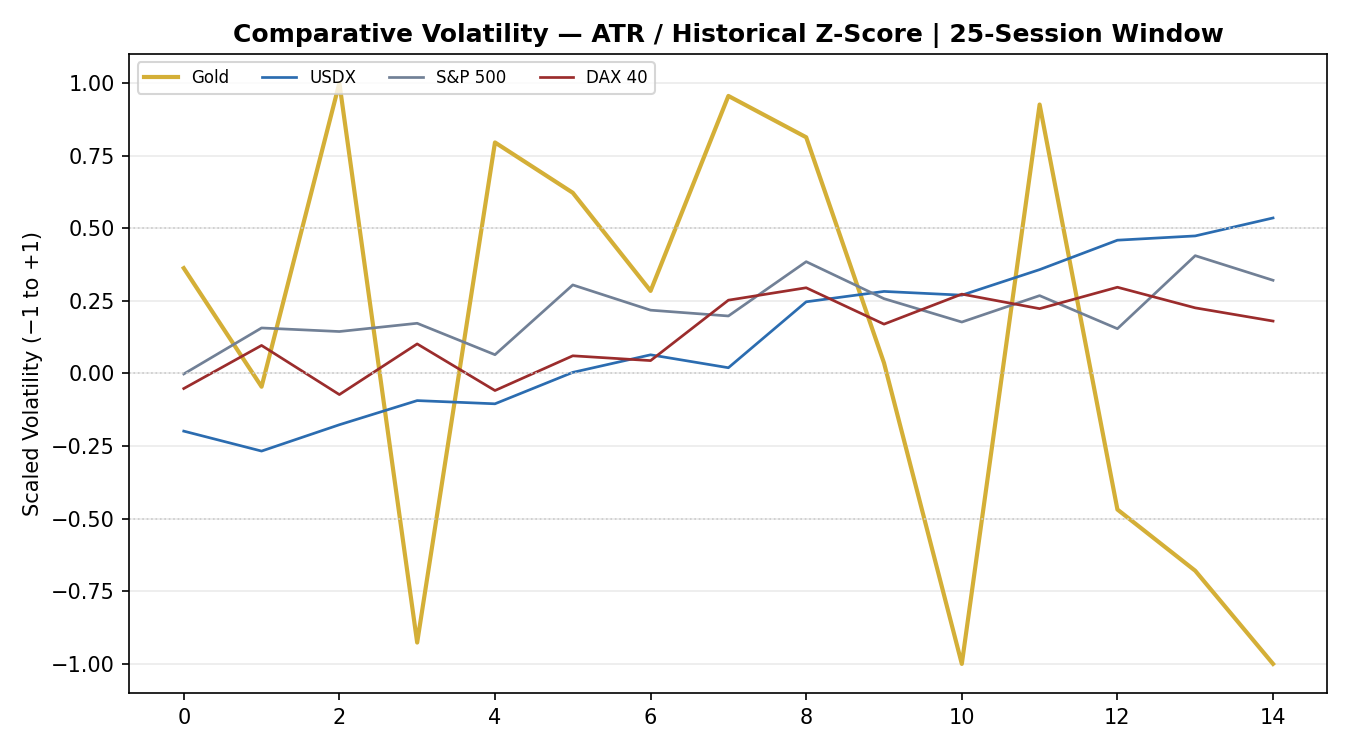 Comparative Volatility — ATR / Historical Z-Score | 25-Session Window
Gold USDX S&P 500 DAX 40
Scaled Volatility (−1 to +1)
1.00
0.75
0.50
0.25
0.00
−0.25
−0.50
−0.75
−1.00
0 2 4 6 8 10 12 14